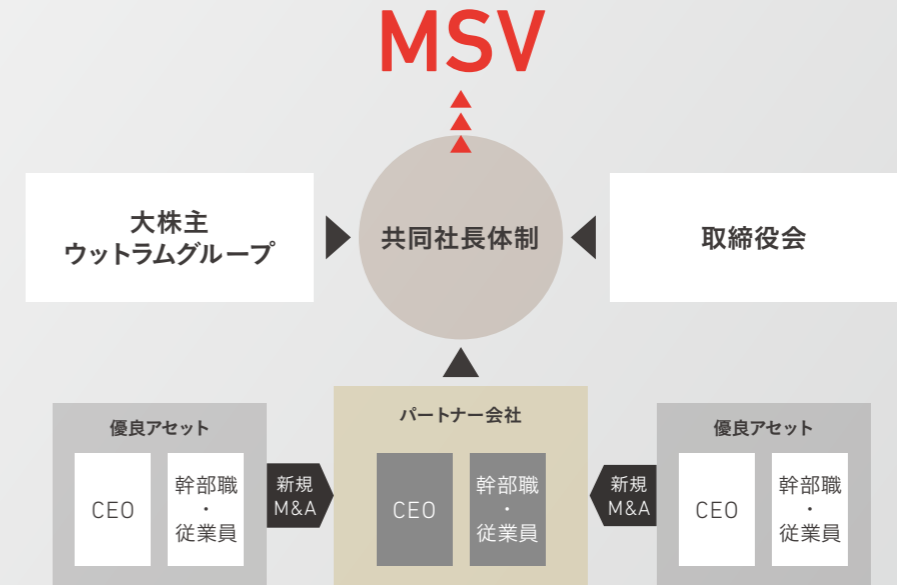 MSV
大株主
ウットラムグループ
共同社長体制
取締役会
優良アセット
CEO
幹部職
・
従業員
新規
M&A
パートナー会社
CEO
幹部職
・
従業員
新規
M&A
優良アセット
CEO
幹部職
・
従業員